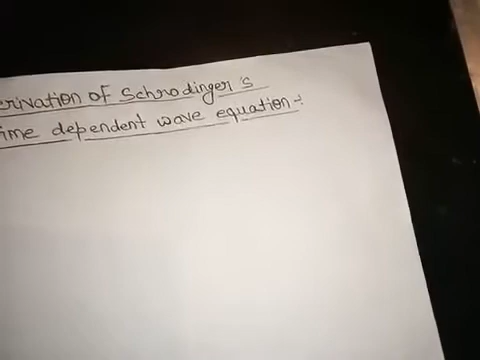 erivation of Schrodinger's
ime dependent wave equation:-